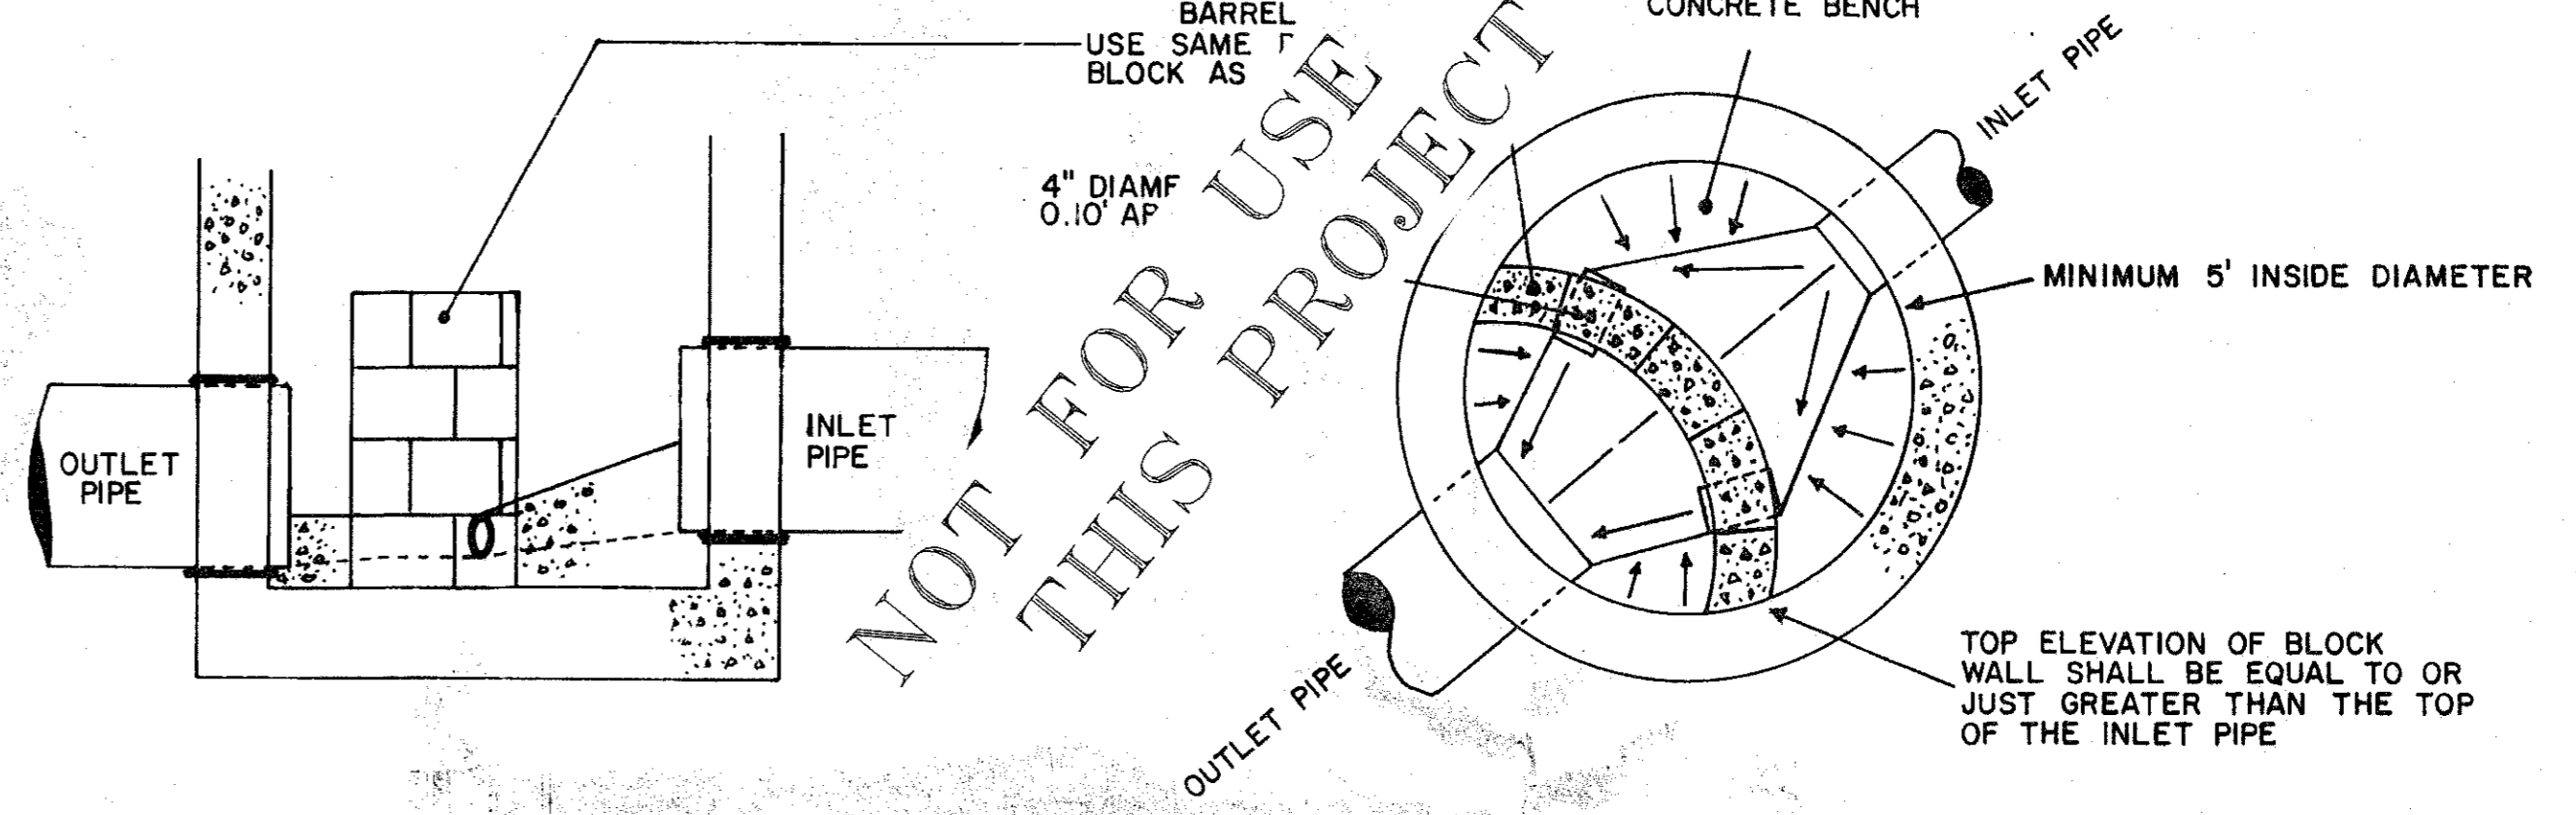 BARREL
USE SAME
BLOCK AS
CONCRETE BENCH
INLET PIPE
4" 
0.10'
NOT FOR USE
THIS PROJECT
MINIMUM 5' INSIDE DIAMETER
OUTLET
PIPE
INLET
PIPE
OUTLET PIPE
TOP ELEVATION OF BLOCK
WALL SHALL BE EQUAL TO OR
JUST GREATER THAN THE TOP
OF THE INLET PIPE